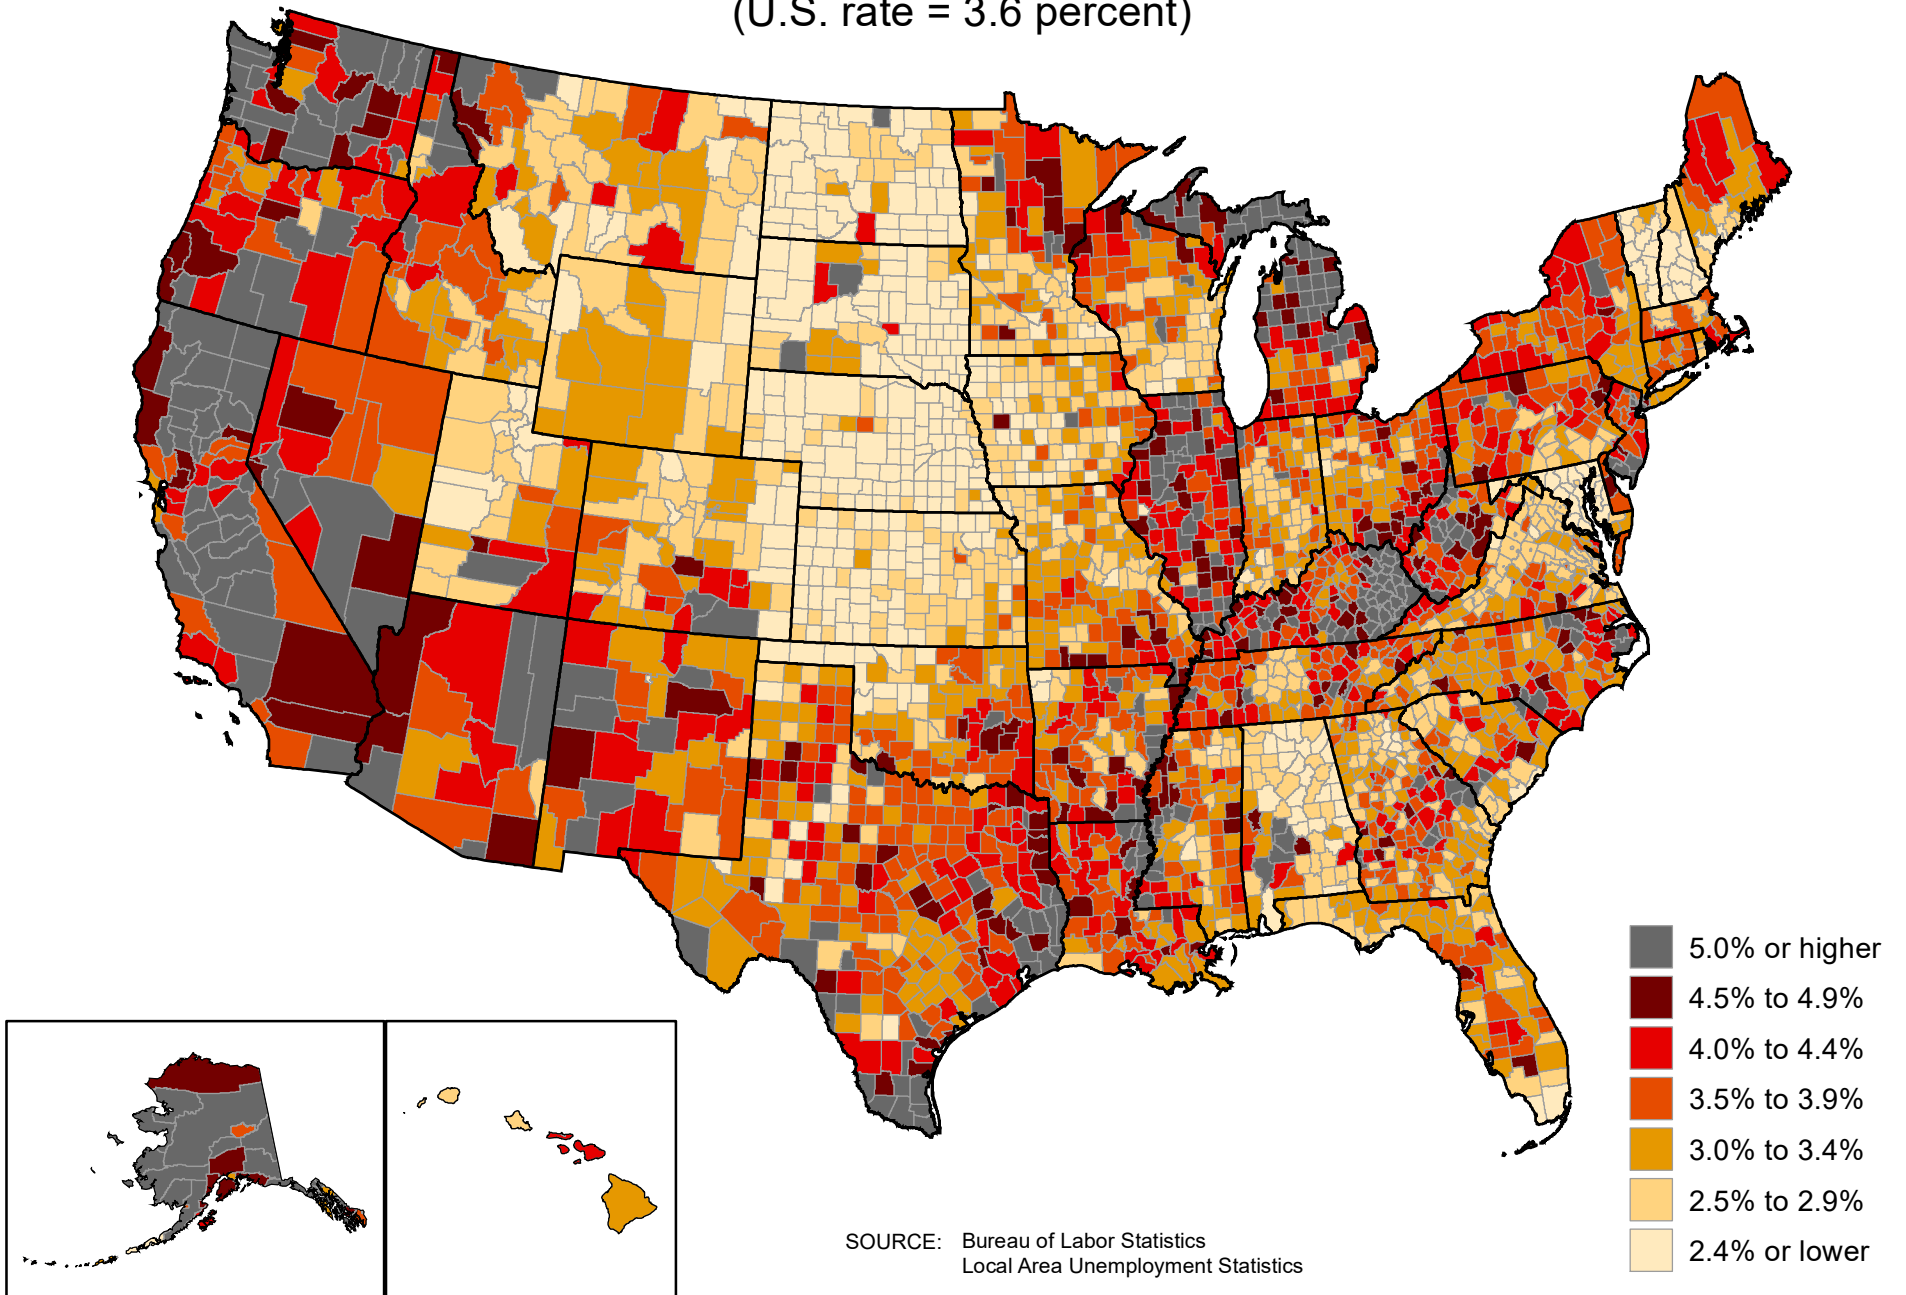 (U.S. rate = 3.6 percent)
5.0% or higher
4.5% to 4.9%
4.0% to 4.4%
3.5% to 3.9%
3.0% to 3.4%
2.5% to 2.9%
2.4% or lower
SOURCE: Bureau of Labor Statistics
Local Area Unemployment Statistics